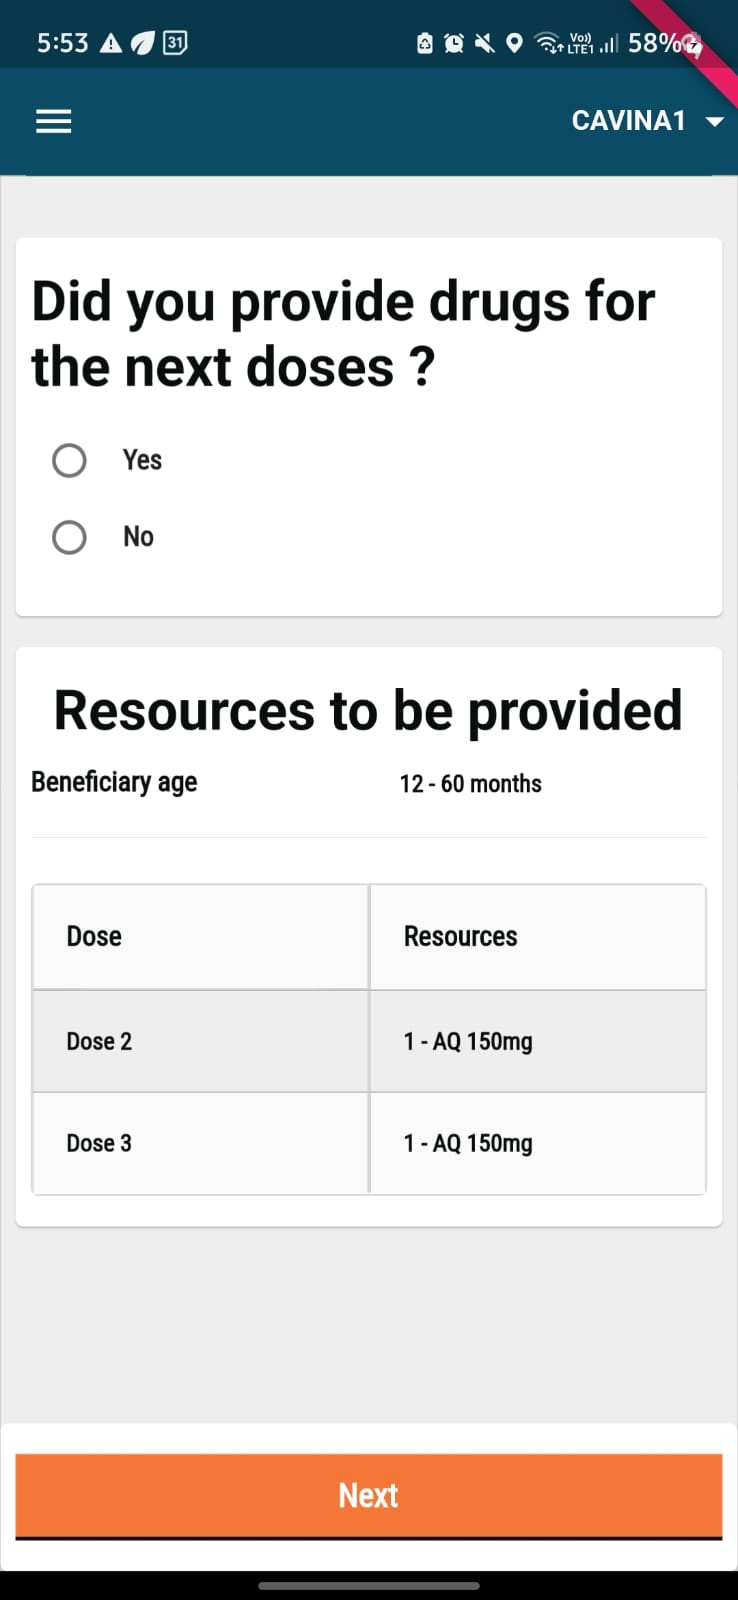 5:53 31 Vo)) LTE1 58%
CAVINA1
Did you provide drugs for
the next doses ?
Yes
No
Resources to be provided
Beneficiary age 12 - 60 months
Dose Resources
Dose 2 1 - AQ 150mg
Dose 3 1 - AQ 150mg
Next